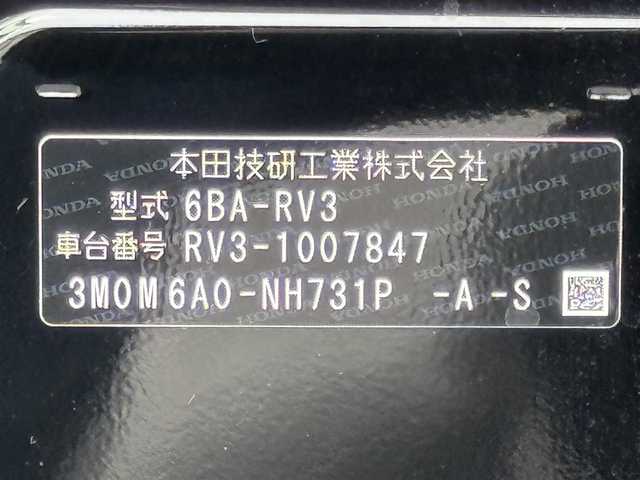 本田技研工業株式会社
型式 6BA-RV3
車台番号 RV3-1007847
3M0M6A0-NH731P -A-S